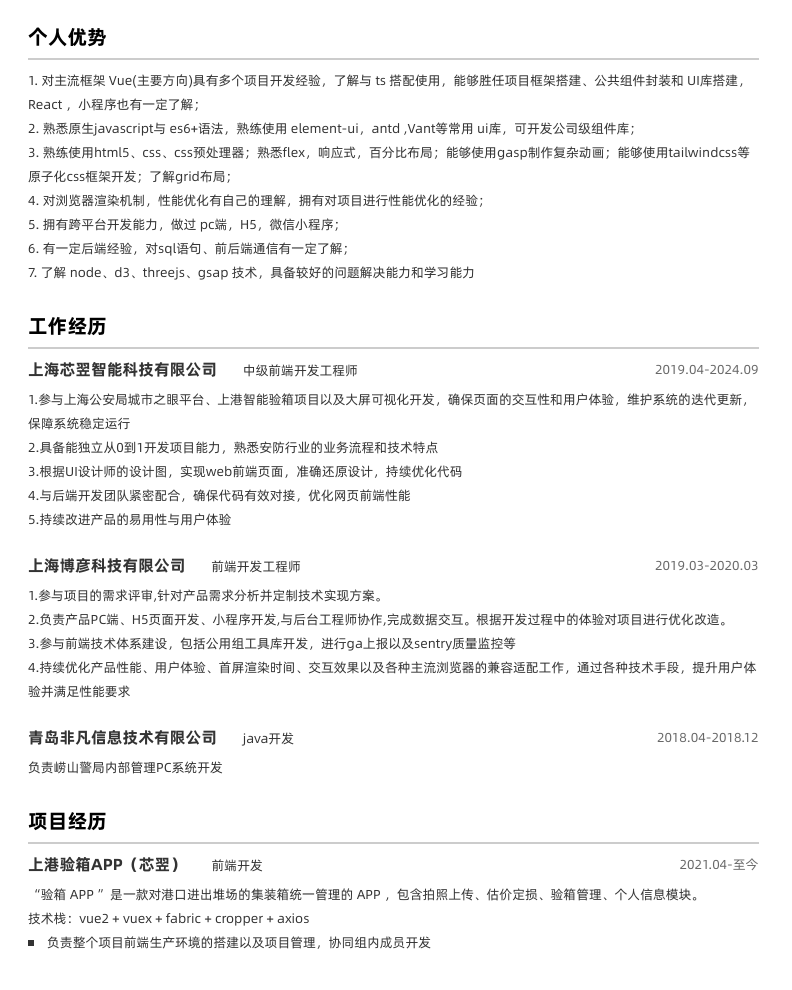 个人优势
1. 对主流框架 Vue(主要方向)具有多个项目开发经验，了解与 ts 搭配使用，能够胜任项目框架搭建、公共组件封装和 UI库搭建，
React ，小程序也有一定了解；
2. 熟悉原生javascript与 es6+语法，熟练使用 element-ui，antd ,Vant等常用 ui库，可开发公司级组件库；
3. 熟练使用html5、css、css预处理器；熟悉flex，响应式，百分比布局；能够使用gasp制作复杂动画；能够使用tailwindcss等
原子化css框架开发；了解grid布局；
4. 对浏览器渲染机制，性能优化有自己的理解，拥有对项目进行性能优化的经验；
5. 拥有跨平台开发能力，做过 pc端，H5，微信小程序；
6. 有一定后端经验，对sql语句、前后端通信有一定了解；
7. 了解 node、d3、threejs、gsap 技术，具备较好的问题解决能力和学习能力
工作经历
上海芯翌智能科技有限公司 中级前端开发工程师 2019.04-2024.09
1.参与上海公安局城市之眼平台、上港智能验箱项目以及大屏可视化开发，确保页面的交互性和用户体验，维护系统的迭代更新，
保障系统稳定运行
2.具备能独立从0到1开发项目能力，熟悉安防行业的业务流程和技术特点
3.根据UI设计师的设计图，实现web前端页面，准确还原设计，持续优化代码
4.与后端开发团队紧密配合，确保代码有效对接，优化网页前端性能
5.持续改进产品的易用性与用户体验
上海博彦科技有限公司 前端开发工程师 2019.03-2020.03
1.参与项目的需求评审,针对产品需求分析并定制技术实现方案。
2.负责产品PC端、H5页面开发、小程序开发,与后台工程师协作,完成数据交互。根据开发过程中的体验对项目进行优化改造。
3.参与前端技术体系建设，包括公用组工具库开发，进行ga上报以及sentry质量监控等
4.持续优化产品性能、用户体验、首屏渲染时间、交互效果以及各种主流浏览器的兼容适配工作，通过各种技术手段，提升用户体
验并满足性能要求
青岛非凡信息技术有限公司 java开发 2018.04-2018.12
负责崂山警局内部管理PC系统开发
项目经历
上港验箱APP（芯翌） 前端开发 2021.04-至今
“验箱 APP ” 是一款对港口进出堆场的集装箱统一管理的 APP ，包含拍照上传、估价定损、验箱管理、个人信息模块。
技术栈：vue2 + vuex + fabric + cropper + axios
■ 负责整个项目前端生产环境的搭建以及项目管理，协同组内成员开发